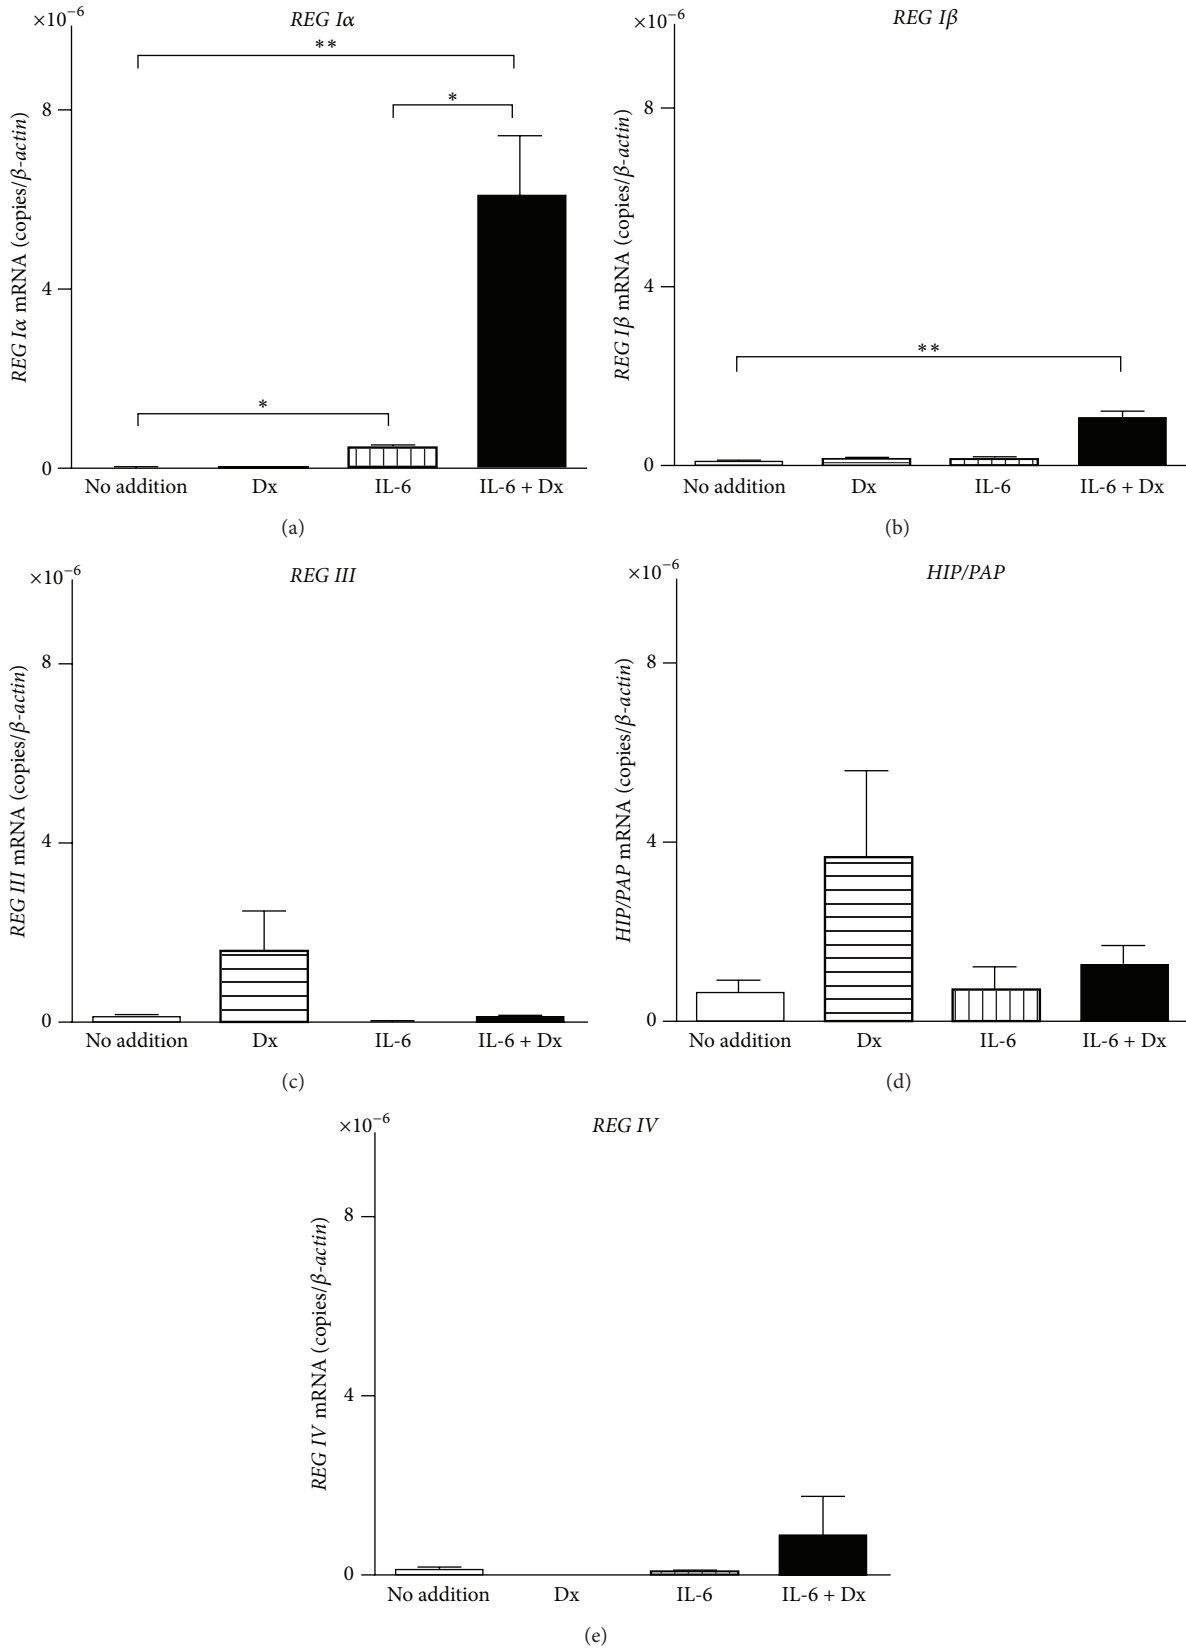 ×10⁻⁶
REG Iα
**
*
8
REG Iα mRNA (copies/β-actin)
4
*
0
No addition Dx IL-6 IL-6 + Dx
(a)
×10⁻⁶
REG Iβ
8
REG Iβ mRNA (copies/β-actin)
4
**
0
No addition Dx IL-6 IL-6 + Dx
(b)
×10⁻⁶
REG III
8
REG III mRNA (copies/β-actin)
4
0
No addition Dx IL-6 IL-6 + Dx
(c)
×10⁻⁶
HIP/PAP
8
HIP/PAP mRNA (copies/β-actin)
4
0
No addition Dx IL-6 IL-6 + Dx
(d)
×10⁻⁶
REG IV
8
REG IV mRNA (copies/β-actin)
4
0
No addition Dx IL-6 IL-6 + Dx
(e)